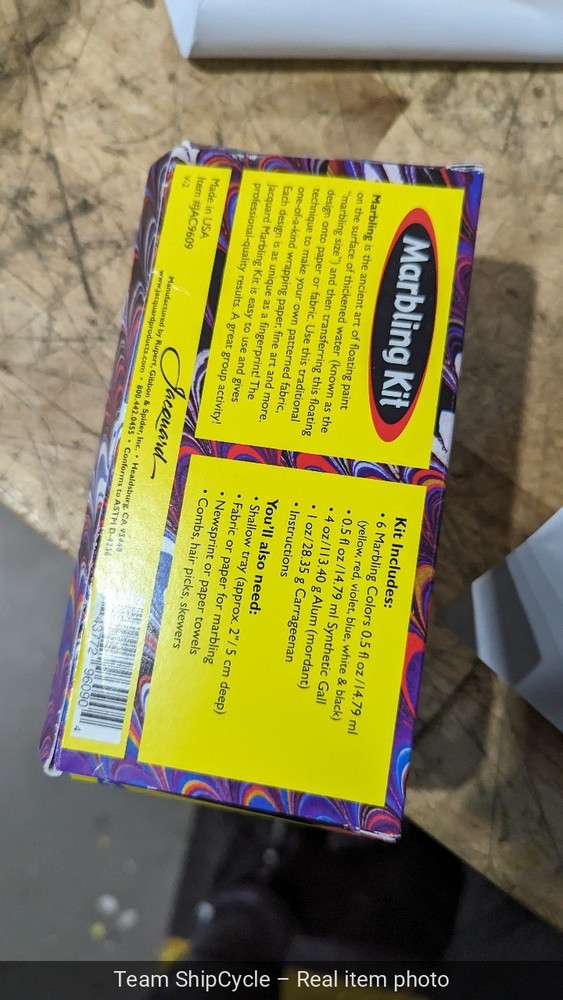 Marbling Kit
Marbling is the ancient art of floating paint
on the surface of thickened water (known as the
"marbling size") and then transferring this floating
design onto paper or fabric. Use this traditional
technique to make your own patterned fabric,
one-of-a-kind wrapping paper, fine art and more.
Each design is as unique as a fingerprint! The
Jacquard Marbling Kit is easy to use and gives
professional-quality results. A great group activity!
Kit Includes:
• 6 Marbling Colors 0.5 fl oz/14.79 ml
(yellow, red, violet, blue, white & black)
• 0.5 fl oz/14.79 ml Synthetic Gall
• 4 oz/113.40 g Alum (mordant)
• 1 oz/28.35 g Carrageenan
• Instructions
You'll also need:
• Shallow tray (approx. 2"/ 5 cm deep)
• Fabric or paper for marbling
• Newsprint or paper towels
• Combs, hair picks, skewers
Made in USA
Item #JAC9609
V-2
Jacquard
Manufactured by Rupert, Gibbon & Spider, Inc. • Healdsburg, CA 95448
www.jacquardproducts.com • 800.442.0455 • Conforms to ASTM D-4236
43772 96090 4
Team ShipCycle – Real item photo